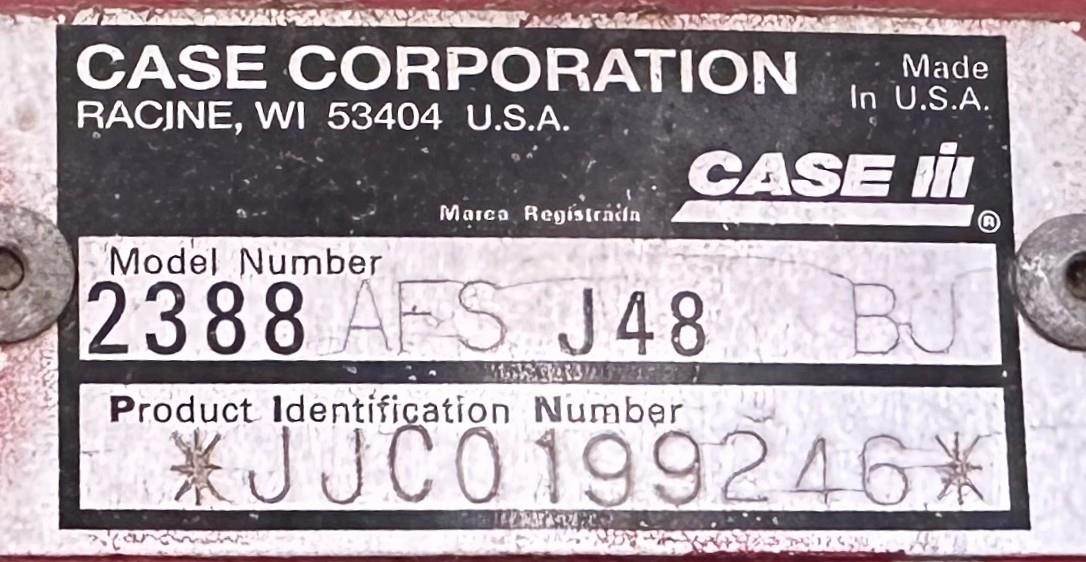 CASE CORPORATION
RACINE, WI 53404 U.S.A.
Made
In U.S.A.
CASE IH ®
Marca Registrada
Model Number
2388 AFS J48 BJ
Product Identification Number
*JJC0199246*